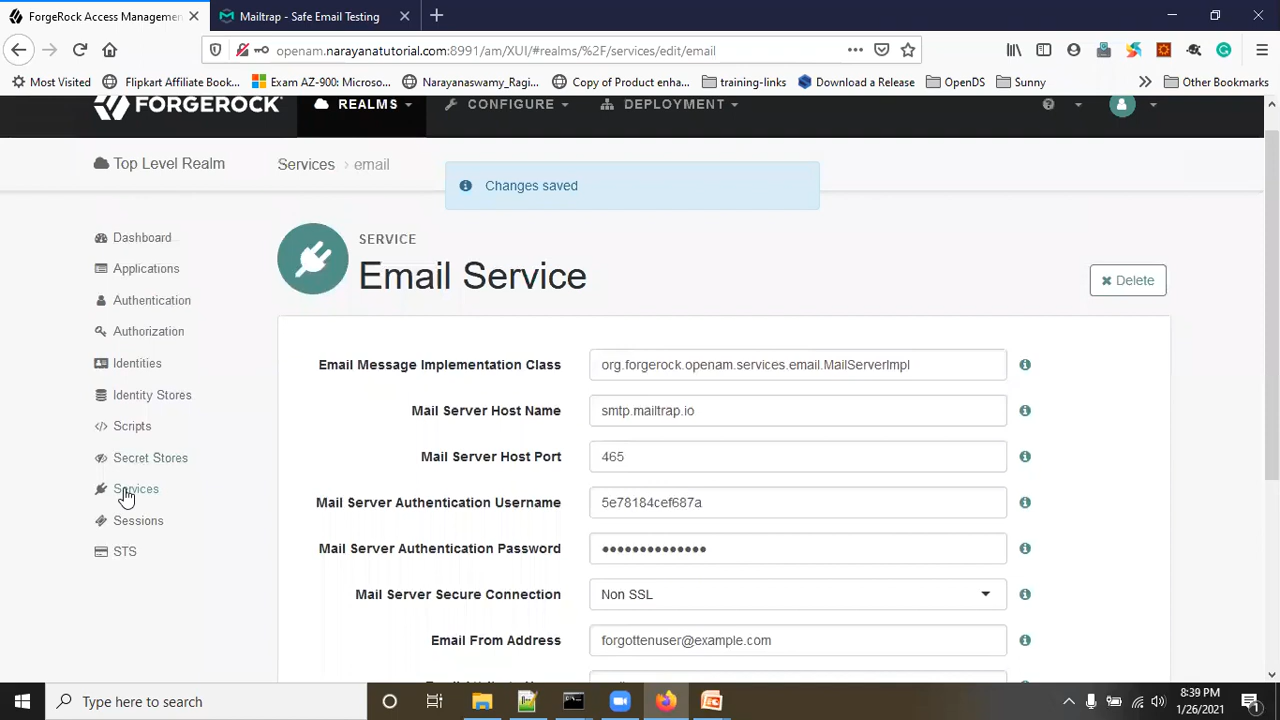 ForgeRock Access Managemen
Mailtrap - Safe Email Testing
openam.narayanatutorial.com:8991/am/XUI/#realms/%2F/services/edit/email
Most Visited
Flipkart Affiliate Book...
Exam AZ-900: Microso...
Narayanaswamy_Ragi...
Copy of Product enha...
training-links
Download a Release
OpenDS
Sunny
Other Bookmarks
FORGEROCK
REALMS
CONFIGURE
DEPLOYMENT
Top Level Realm
Services > email
Changes saved
Dashboard
Applications
Authentication
Authorization
Identities
Identity Stores
Scripts
Secret Stores
Services
Sessions
STS
SERVICE
Email Service
Delete
Email Message Implementation Class
org.forgerock.openam.services.email.MailServerImpl
Mail Server Host Name
smtp.mailtrap.io
Mail Server Host Port
465
Mail Server Authentication Username
5e78184cef687a
Mail Server Authentication Password
••••••••••••••
Mail Server Secure Connection
Non SSL
Email From Address
forgottenuser@example.com
Type here to search
8:39 PM
1/26/2021